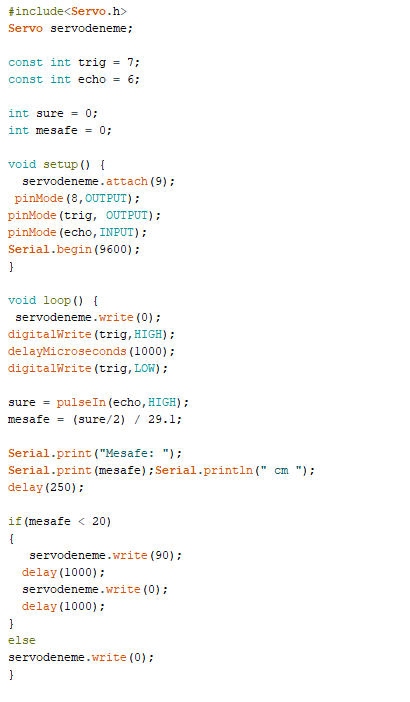 #include<Servo.h>
Servo servodeneme;
const int trig = 7;
const int echo = 6;
int sure = 0;
int mesafe = 0;
void setup() {
servodeneme.attach(9);
pinMode(8,OUTPUT);
pinMode(trig, OUTPUT);
pinMode(echo,INPUT);
Serial.begin(9600);
}
void loop() {
servodeneme.write(0);
digitalWrite(trig,HIGH);
delayMicroseconds(1000);
digitalWrite(trig,LOW);
sure = pulseIn(echo,HIGH);
mesafe = (sure/2) / 29.1;
Serial.print("Mesafe: ");
Serial.print(mesafe);Serial.println(" cm ");
delay(250);
if(mesafe < 20)
{
servodeneme.write(90);
delay(1000);
servodeneme.write(0);
delay(1000);
}
else
servodeneme.write(0);
}